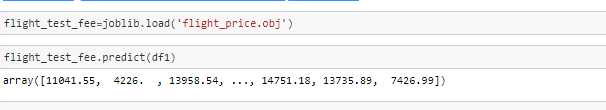 flight_test_fee=joblib.load('flight_price.obj')
flight_test_fee.predict(df1)
array([11041.55,  4226.  , 13958.54, ..., 14751.18, 13735.89,  7426.99])